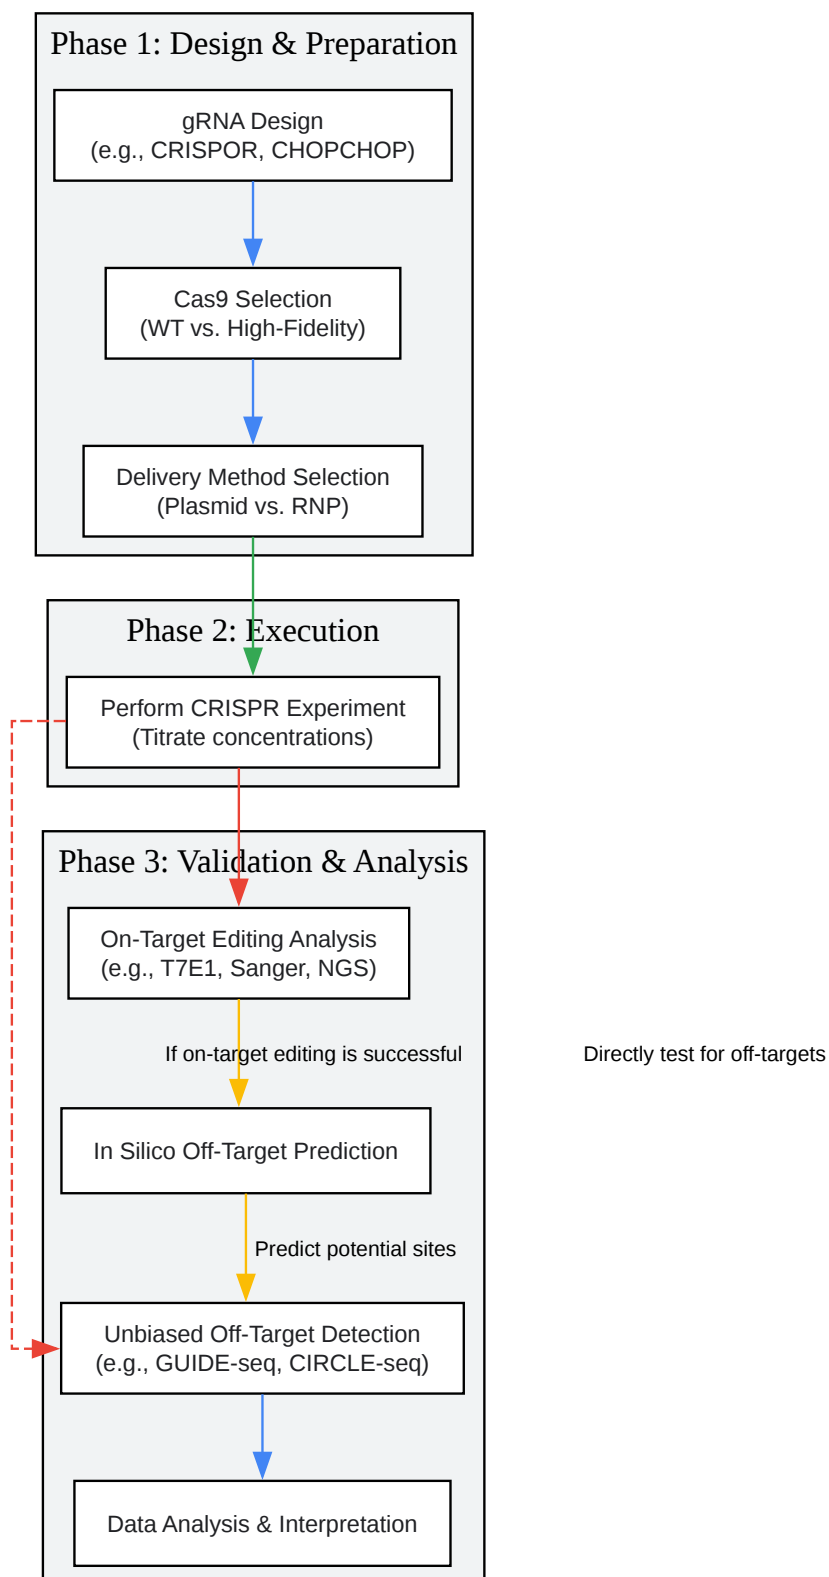 Phase 1: Design & Preparation
gRNA Design
(e.g., CRISPOR, CHOPCHOP)
Cas9 Selection
(WT vs. High-Fidelity)
Delivery Method Selection
(Plasmid vs. RNP)
Phase 2: Execution
Perform CRISPR Experiment
(Titrate concentrations)
Phase 3: Validation & Analysis
On-Target Editing Analysis
(e.g., T7E1, Sanger, NGS)
If on-target editing is successful
Directly test for off-targets
In Silico Off-Target Prediction
Predict potential sites
Unbiased Off-Target Detection
(e.g., GUIDE-seq, CIRCLE-seq)
Data Analysis & Interpretation